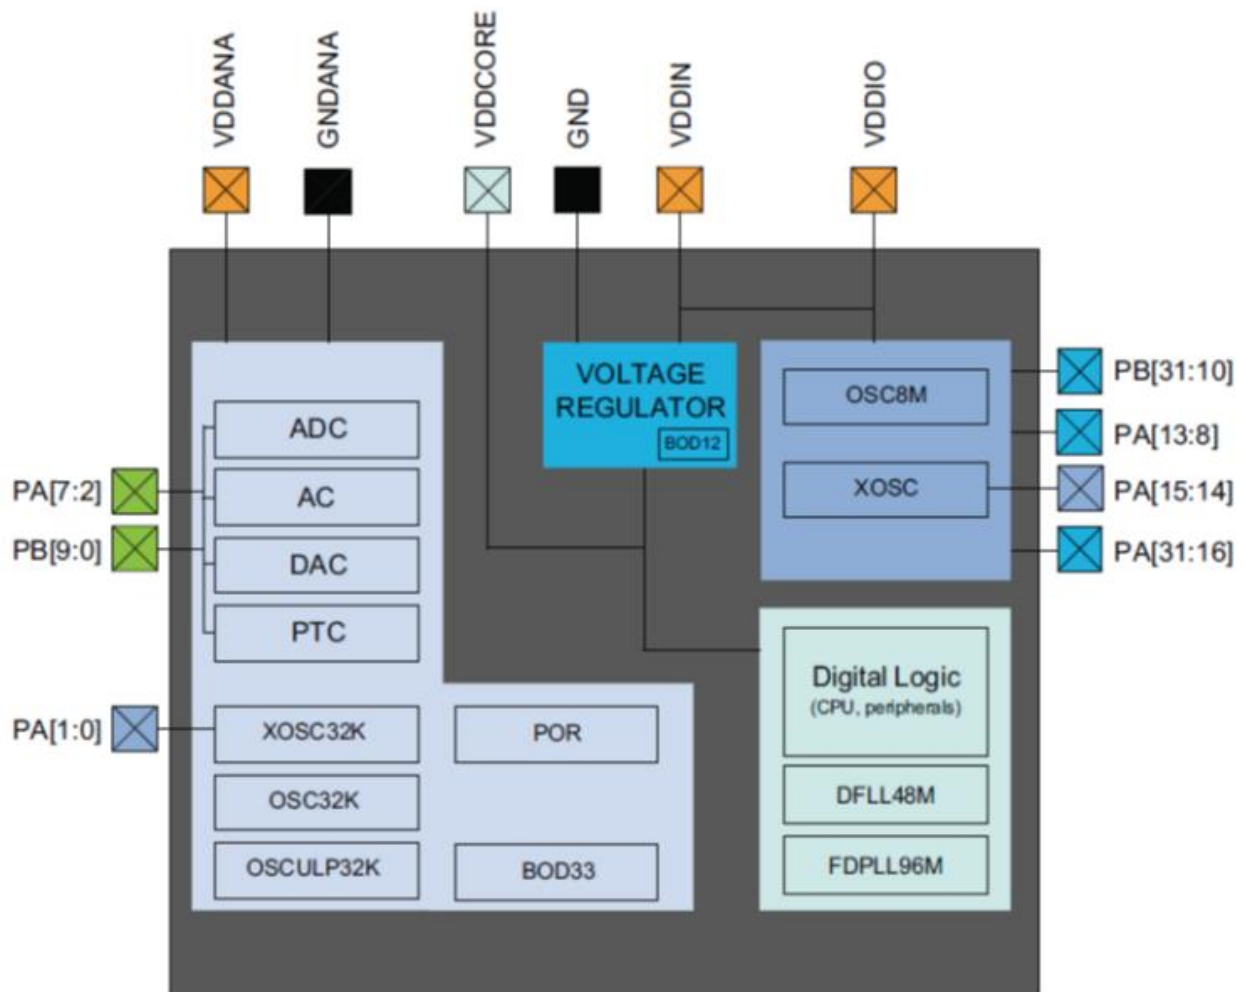 VDDANA
GNDANA
VDDCORE
GND
VDDIN
VDDIO
VOLTAGE
REGULATOR
BOD12
OSC8M
XOSC
PB[31:10]
PA[13:8]
PA[15:14]
PA[31:16]
ADC
AC
DAC
PTC
PA[7:2]
PB[9:0]
PA[1:0]
XOSC32K
OSC32K
OSCULP32K
POR
BOD33
Digital Logic
(CPU, peripherals)
DFLL48M
FDPLL96M